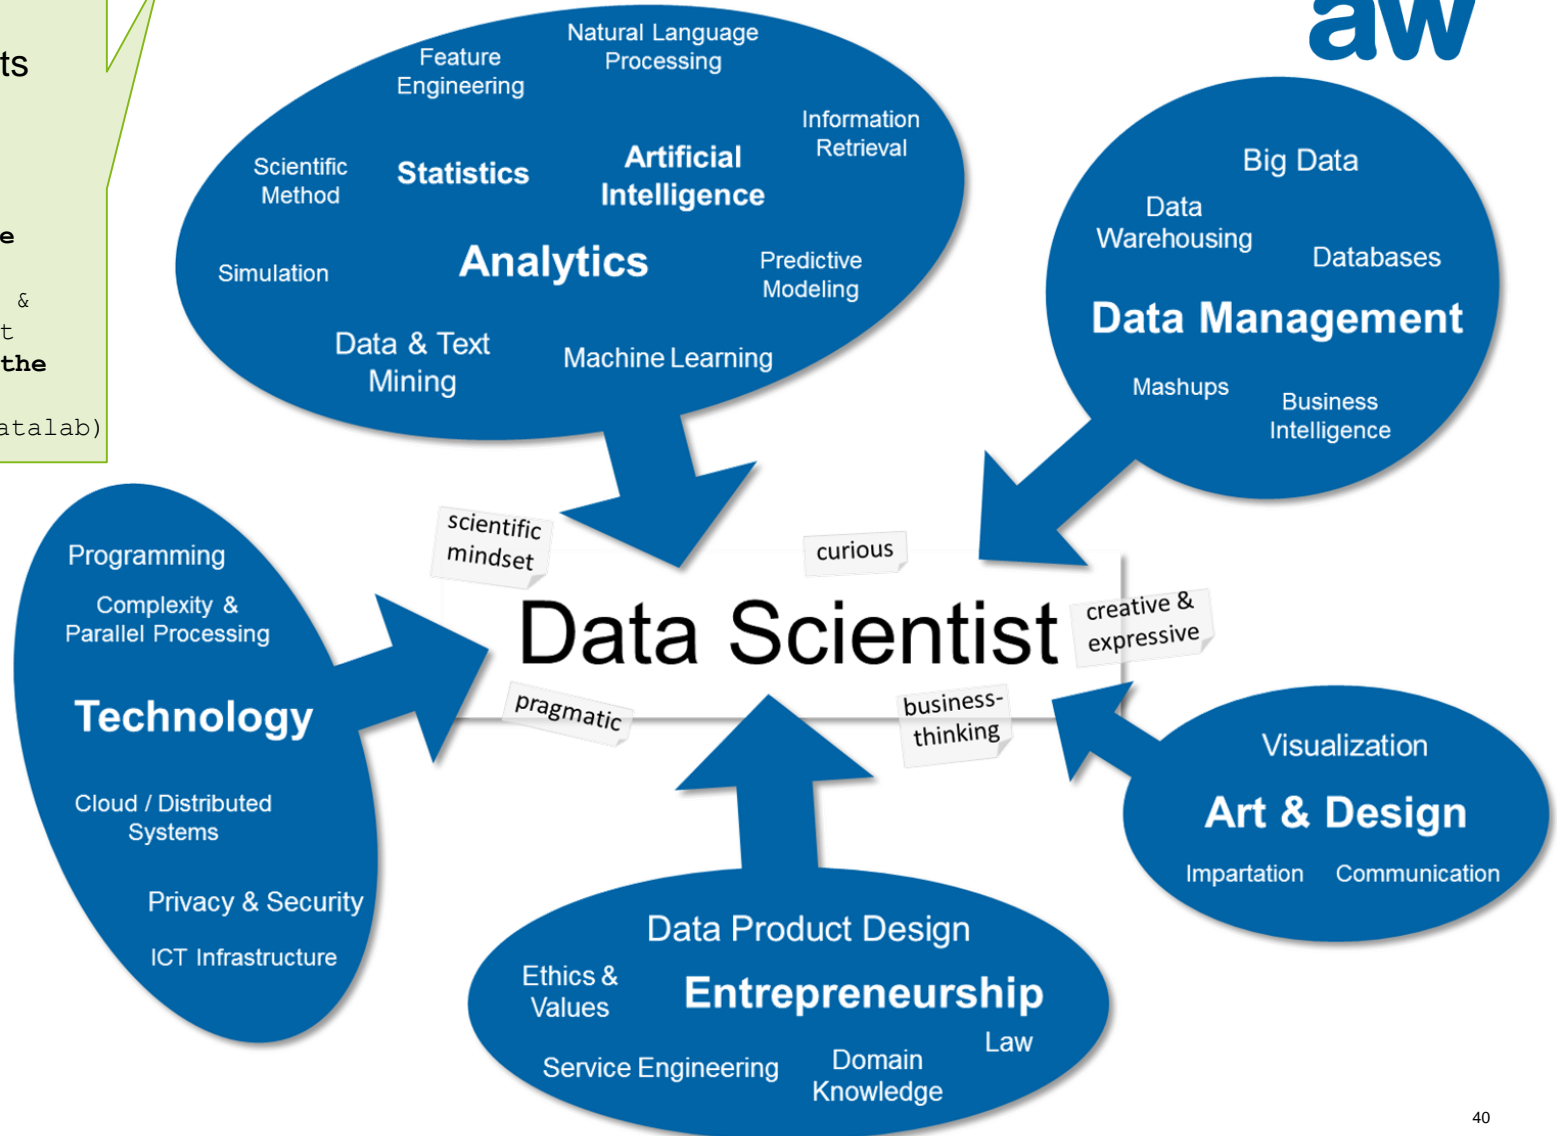 ts
e
&
t
the
atalab)
aw
Natural Language
Processing
Feature
Engineering
Information
Retrieval
Scientific
Method
Statistics
Artificial
Intelligence
Analytics
Simulation
Predictive
Modeling
Data & Text
Mining
Machine Learning
Big Data
Data
Warehousing
Databases
Data Management
Mashups
Business
Intelligence
scientific
mindset
curious
Data Scientist
creative &
expressive
pragmatic
business-
thinking
Programming
Complexity &
Parallel Processing
Technology
Cloud / Distributed
Systems
Privacy & Security
ICT Infrastructure
Visualization
Art & Design
Impartation
Communication
Data Product Design
Ethics &
Values
Entrepreneurship
Law
Service Engineering
Domain
Knowledge
40